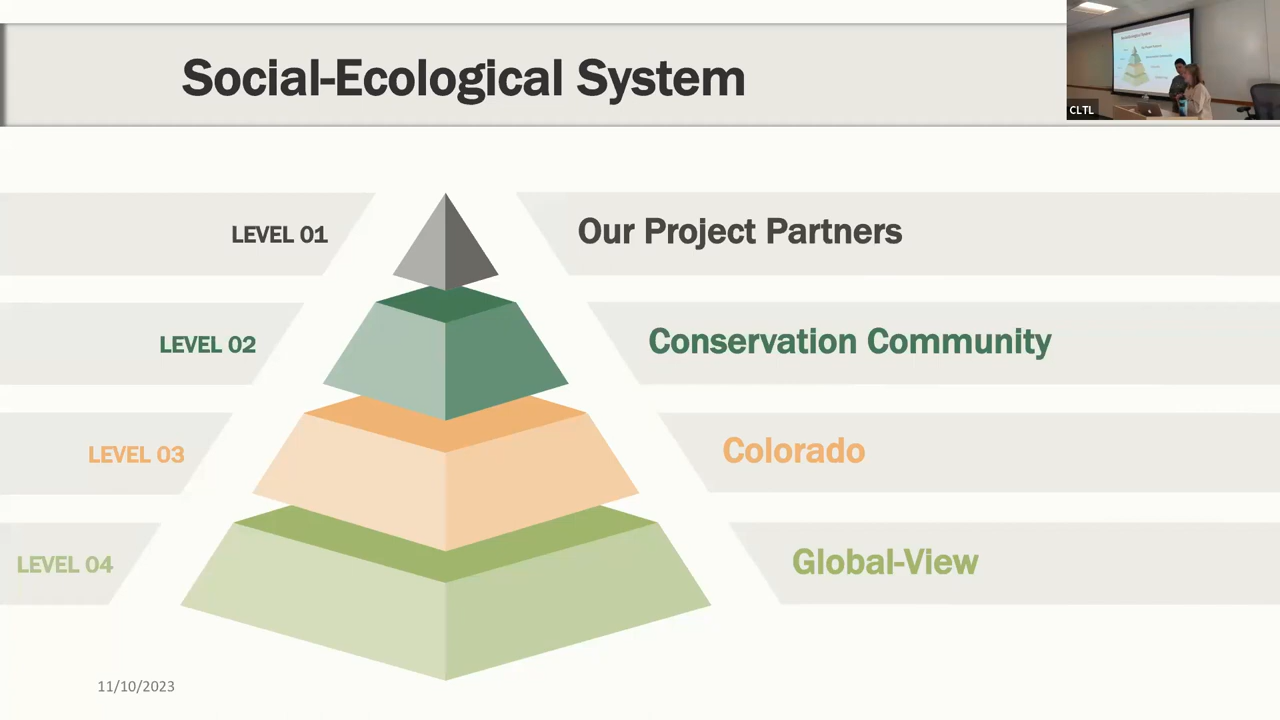 Social-Ecological System
CLTL
LEVEL 01
Our Project Partners
LEVEL 02
Conservation Community
LEVEL 03
Colorado
LEVEL 04
Global-View
11/10/2023